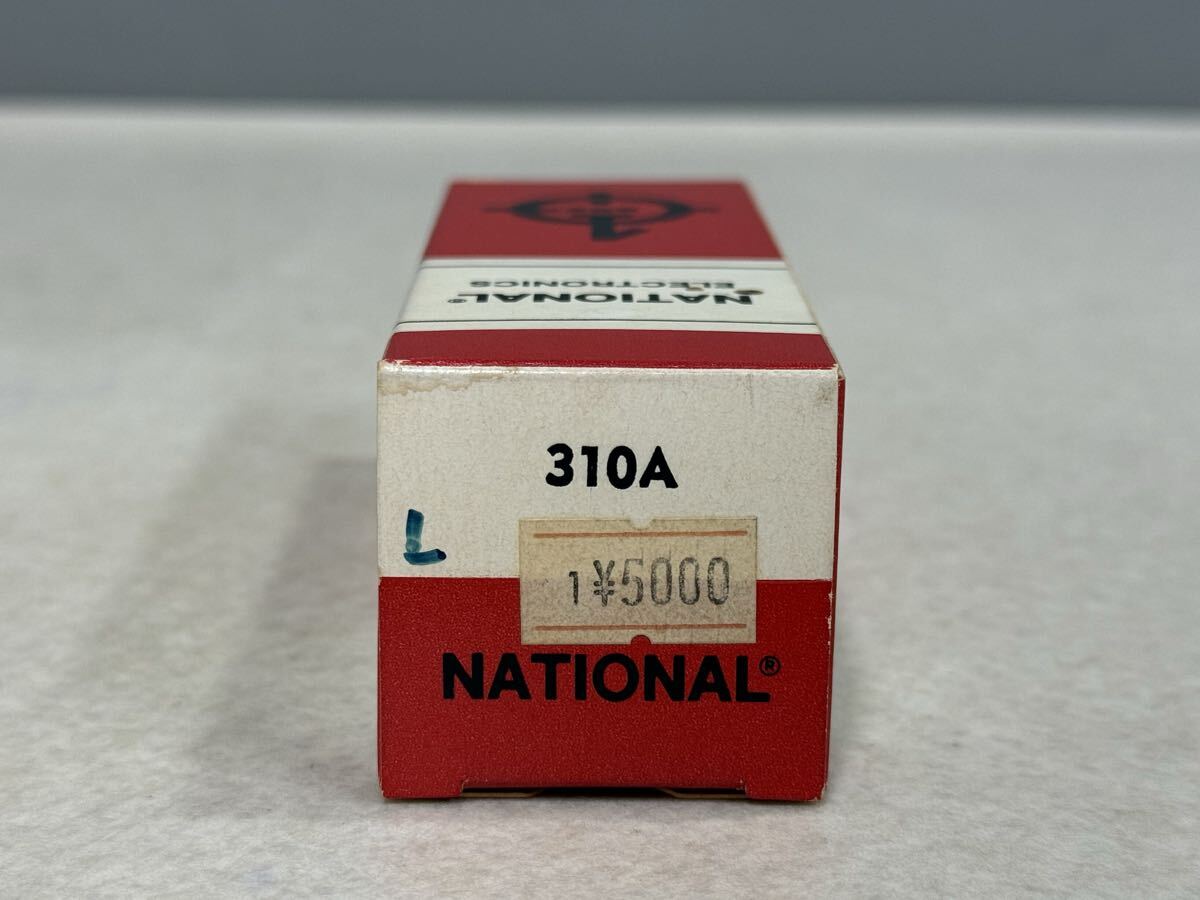 NATIONAL®
ELECTRONICS
310A
L
1 ¥5000
NATIONAL®